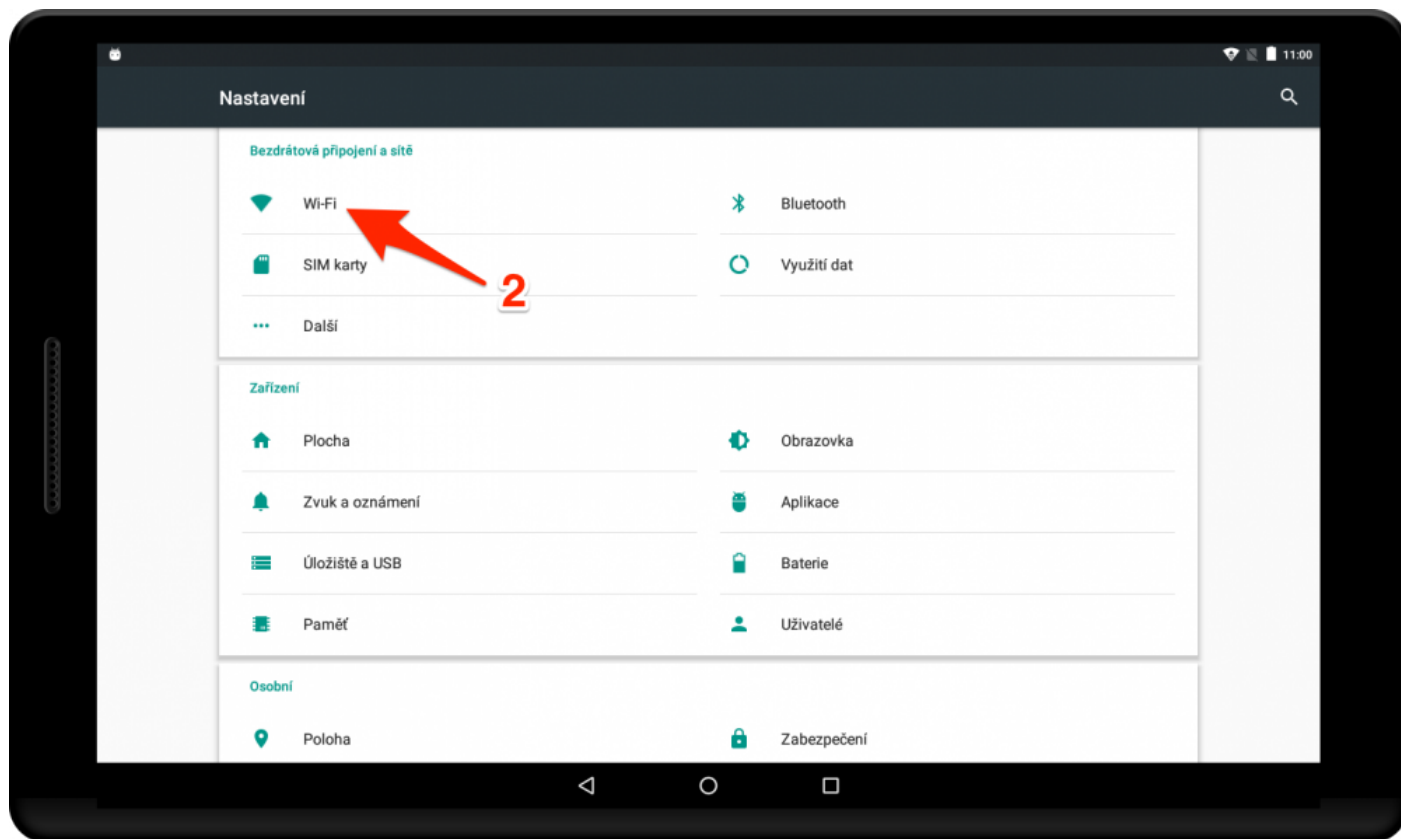 11:00
Nastavení
Bezdrátová připojení a sítě
Wi-Fi
Bluetooth
SIM karty
Využití dat
2
Další
Zařízení
Plocha
Obrazovka
Zvuk a oznámení
Aplikace
Úložiště a USB
Baterie
Paměť
Uživatelé
Osobní
Poloha
Zabezpečení